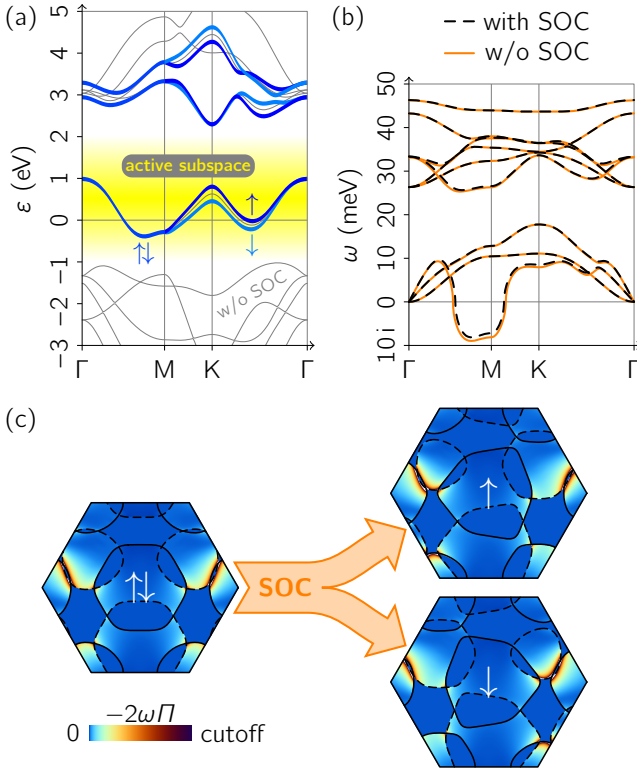 (a)
ε (eV)
5
4
3
2
1
0
−1
−2
−3
active subspace
↑
↑↓
↓
w/o SOC
Γ
M
K
Γ
(b)
with SOC
w/o SOC
ω (meV)
50
40
30
20
10
0
10i
Γ
M
K
Γ
(c)
↑↓
SOC
↑
↓
−2ωΠ
0
cutoff